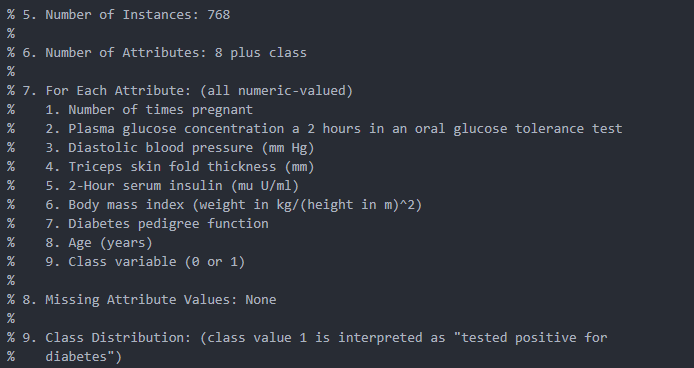 % 5. Number of Instances: 768
%
% 6. Number of Attributes: 8 plus class
%
% 7. For Each Attribute: (all numeric-valued)
%    1. Number of times pregnant
%    2. Plasma glucose concentration a 2 hours in an oral glucose tolerance test
%    3. Diastolic blood pressure (mm Hg)
%    4. Triceps skin fold thickness (mm)
%    5. 2-Hour serum insulin (mu U/ml)
%    6. Body mass index (weight in kg/(height in m)^2)
%    7. Diabetes pedigree function
%    8. Age (years)
%    9. Class variable (0 or 1)
%
% 8. Missing Attribute Values: None
%
% 9. Class Distribution: (class value 1 is interpreted as "tested positive for
%    diabetes")